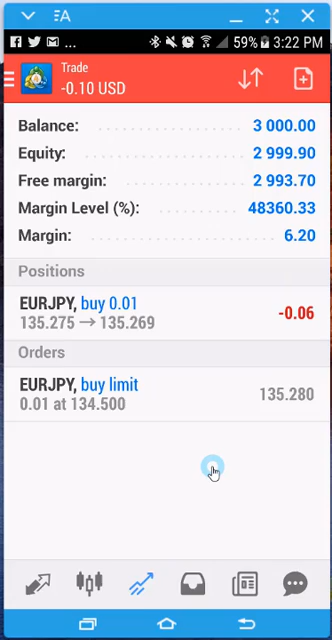 A
... 59% 3:22 PM
Trade
-0.10 USD
Balance: 3 000.00
Equity: 2 999.90
Free margin: 2 993.70
Margin Level (%): 48360.33
Margin: 6.20
Positions
EURJPY, buy 0.01
135.275 → 135.269 -0.06
Orders
EURJPY, buy limit
0.01 at 134.500 135.280